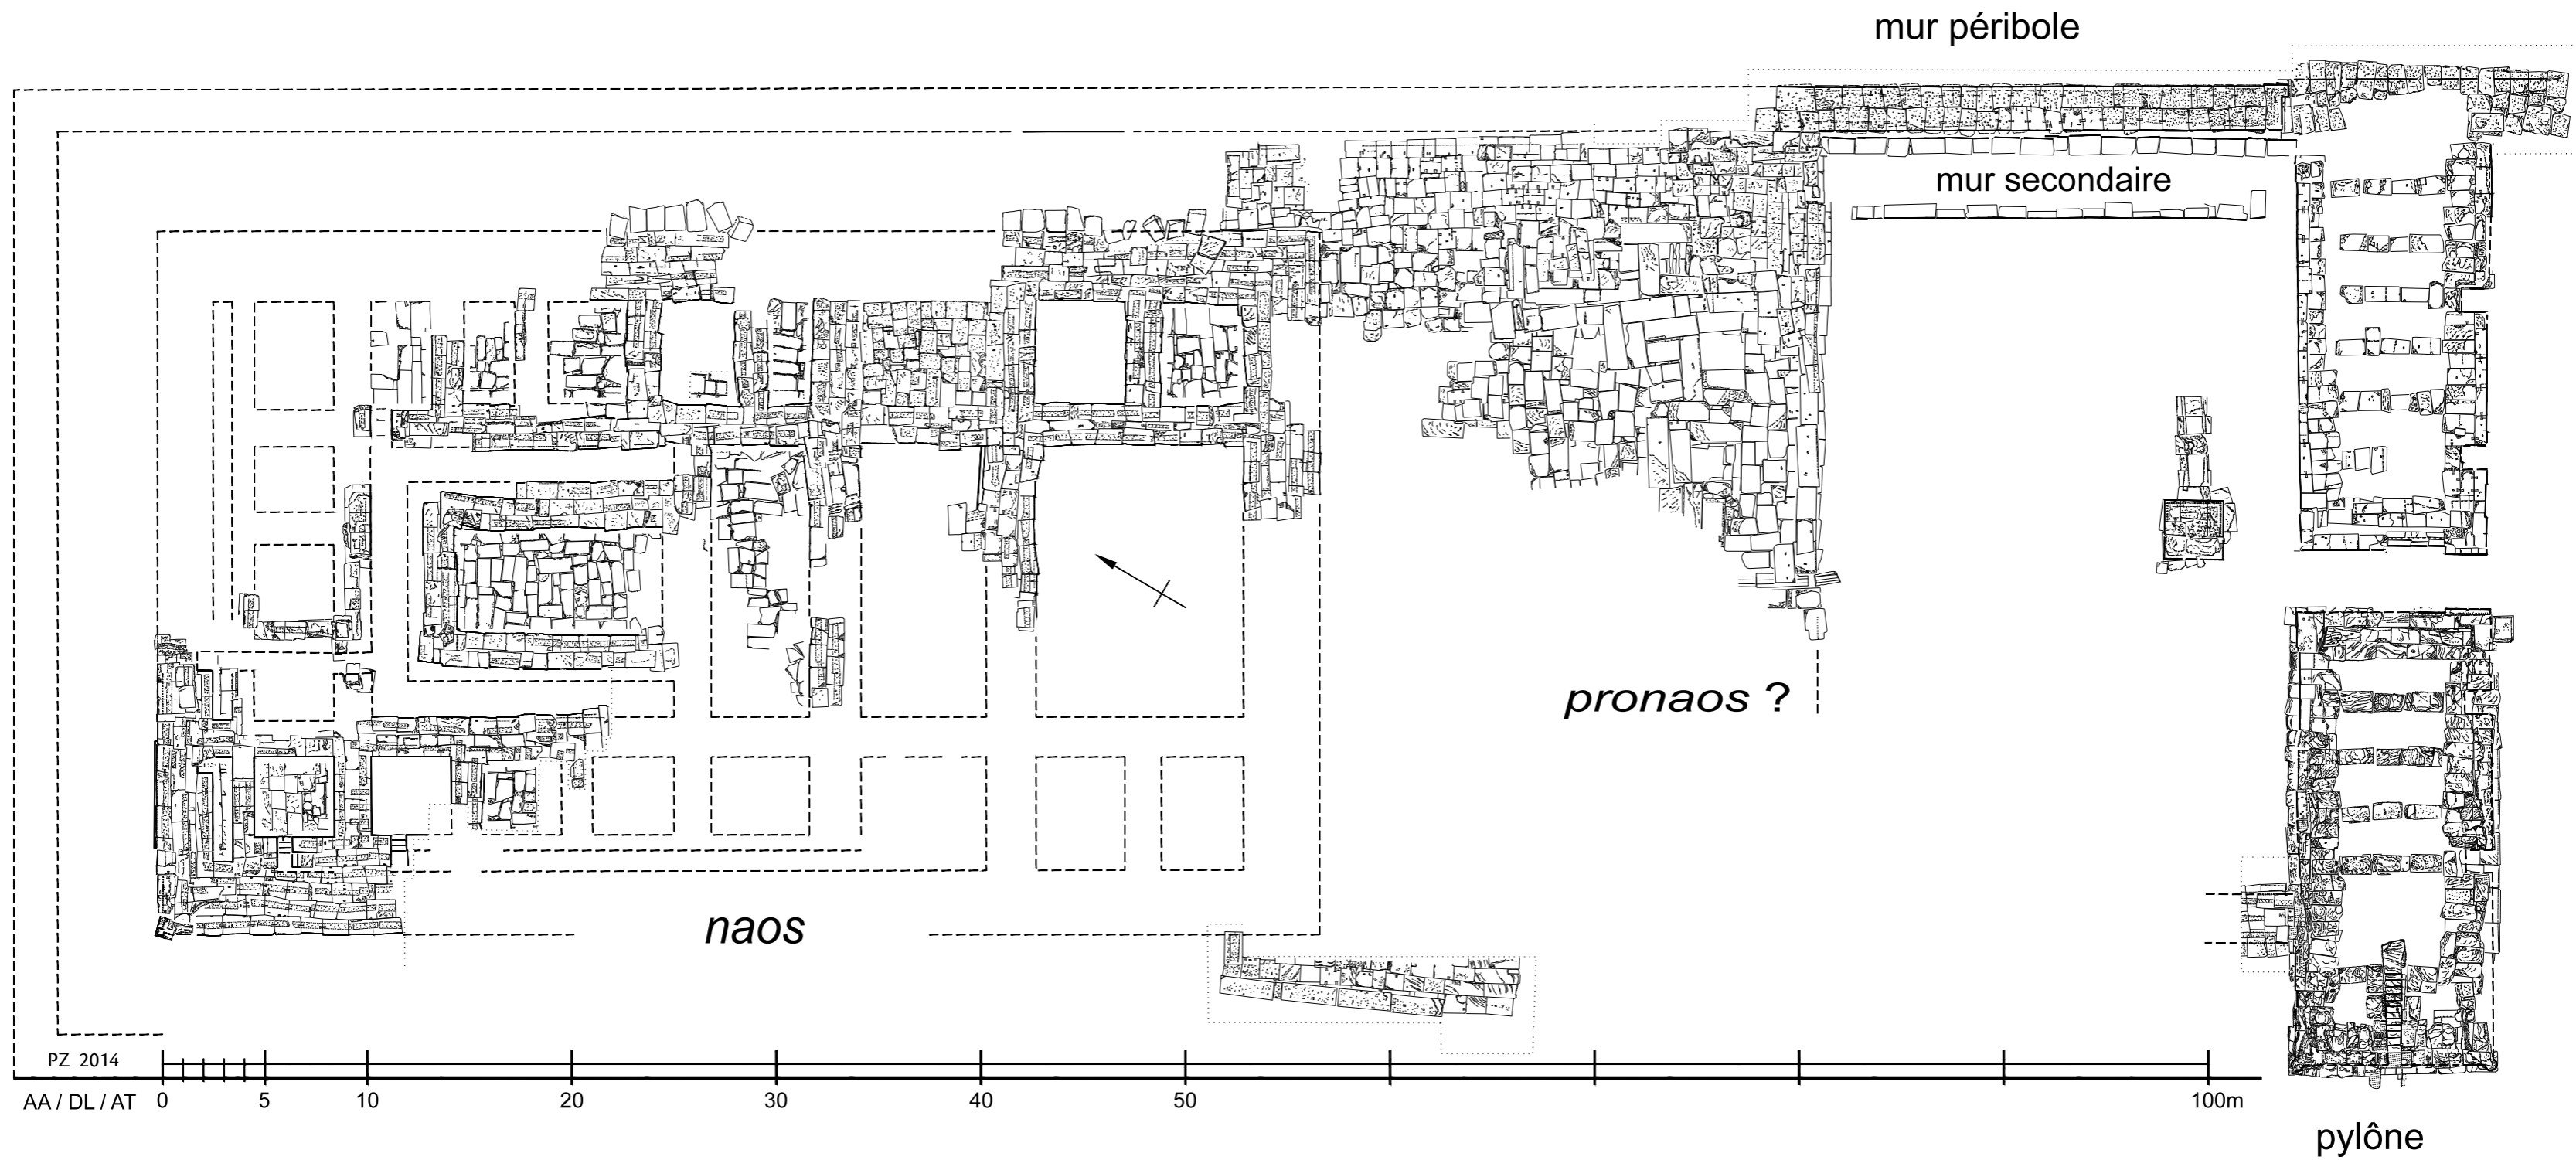 mur péribole
mur secondaire
pronaos ?
naos
PZ 2014
AA / DL / AT 0 5 10 20 30 40 50 100m
pylône